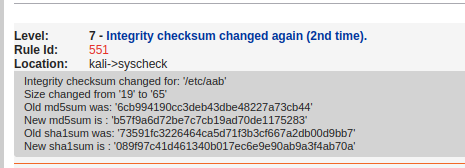 Level: 7 - Integrity checksum changed again (2nd time).
Rule Id: 551
Location: kali->syscheck
Integrity checksum changed for: '/etc/aab'
Size changed from '19' to '65'
Old md5sum was: '6cb994190cc3deb43dbe48227a73cb44'
New md5sum is : 'b57f9a6d72be7c7cb19ad70de1175283'
Old sha1sum was: '73591fc3226464ca5d71f3b3cf667a2db00d9bb7'
New sha1sum is : '089f97c41d461340b017ec6e9e90ab9a3f4ab70a'